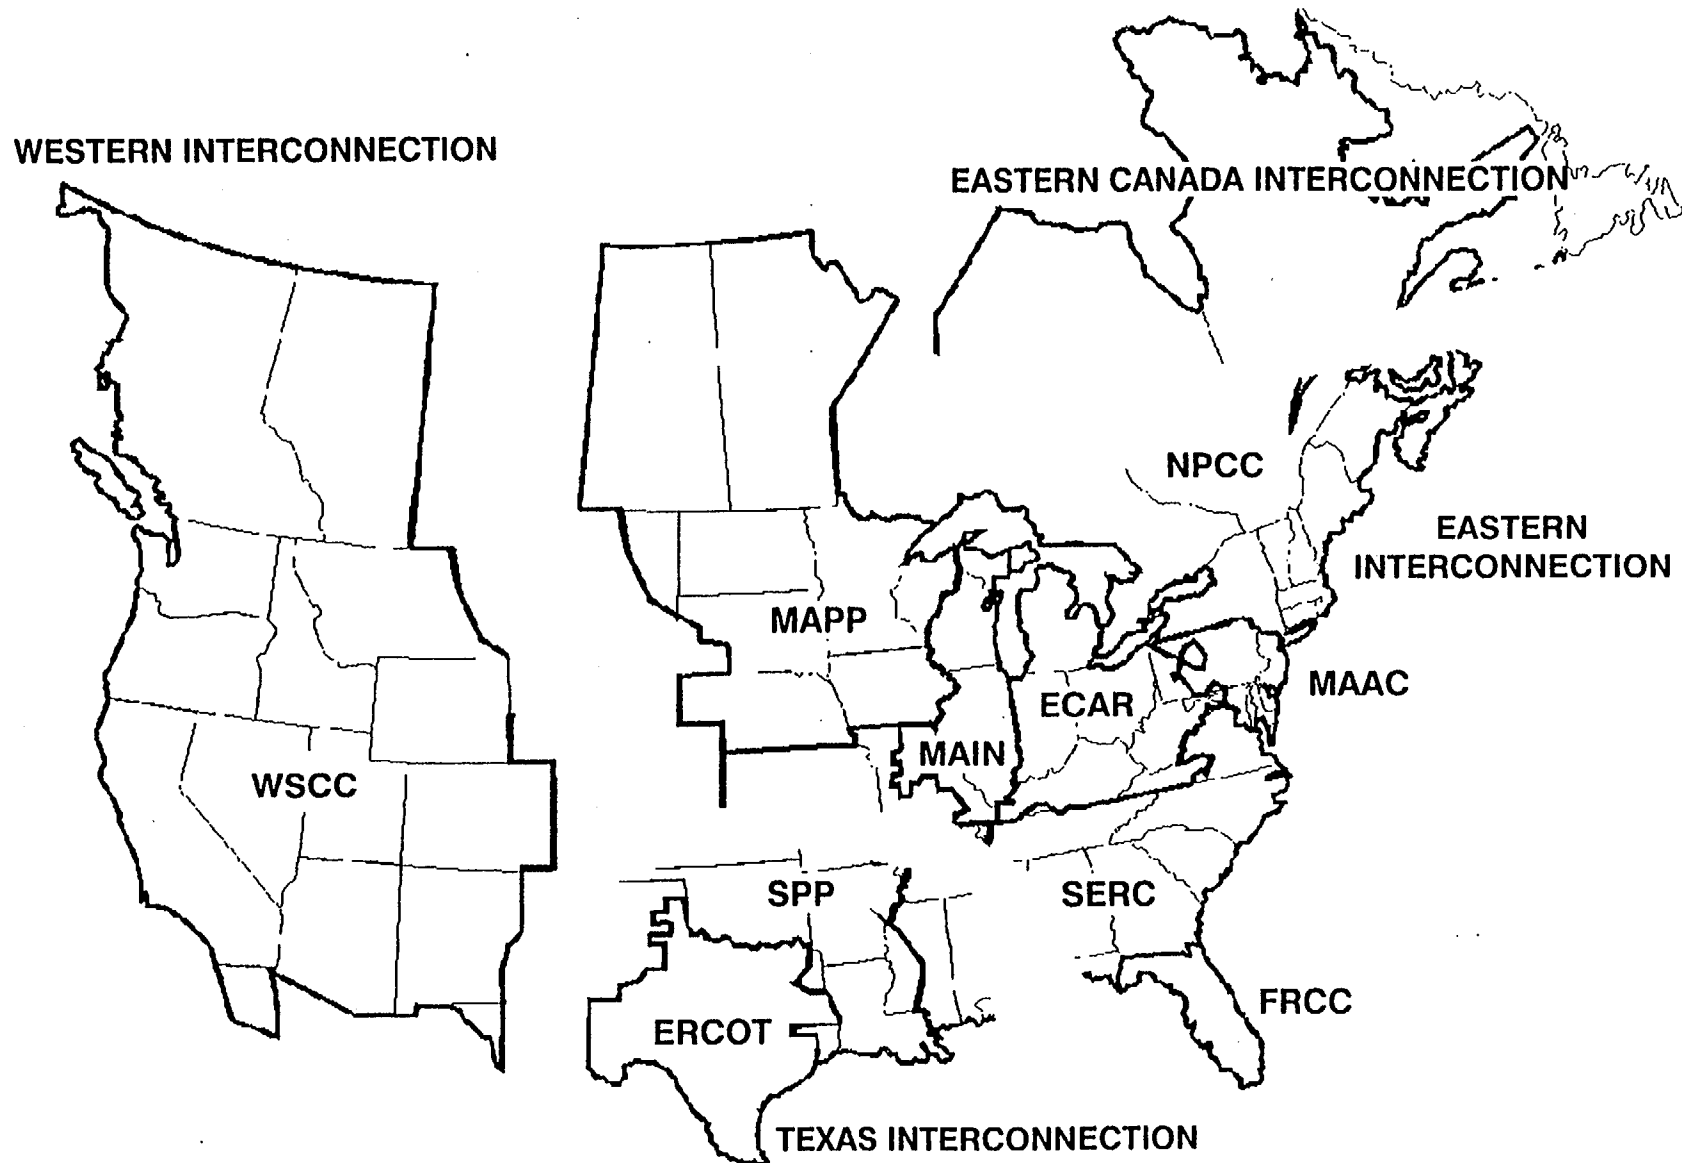 WESTERN INTERCONNECTION
EASTERN CANADA INTERCONNECTION
NPCC
EASTERN
INTERCONNECTION
MAPP
MAAC
ECAR
MAIN
WSCC
SPP
SERC
FRCC
ERCOT
TEXAS INTERCONNECTION